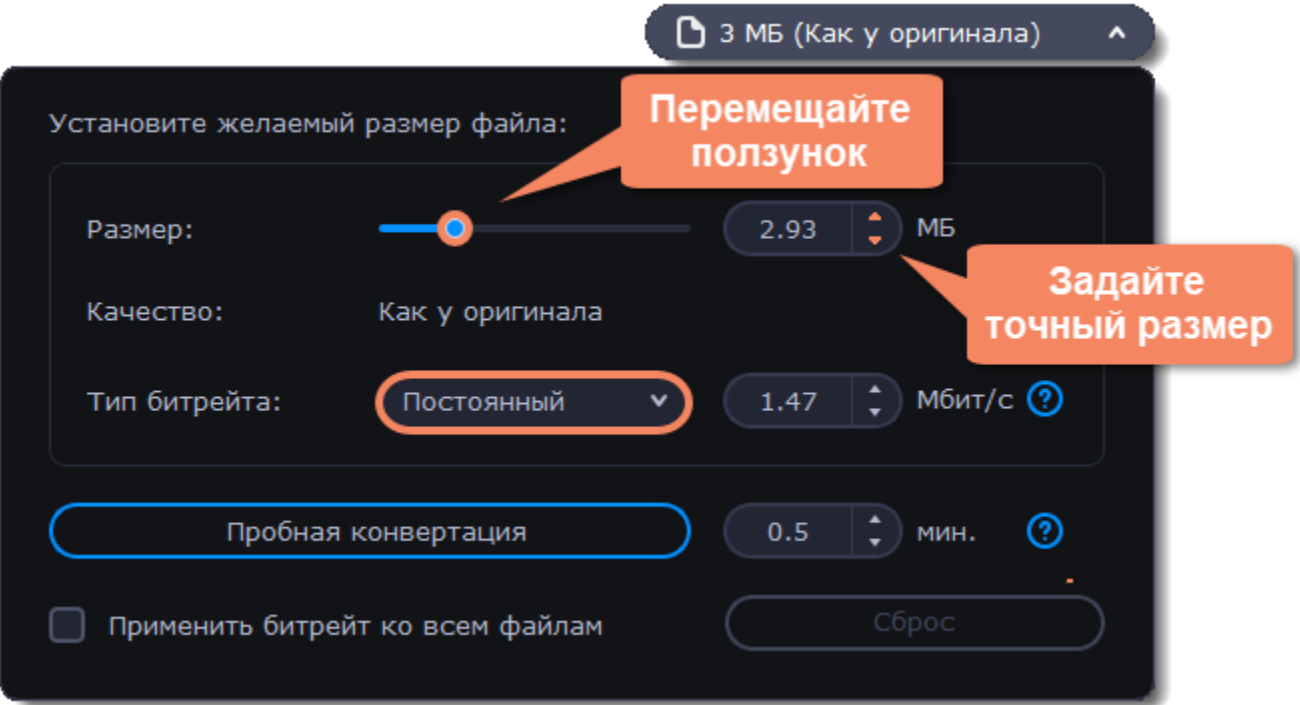 3 МБ (Как у оригинала)
Установите желаемый размер файла:
Перемещайте
ползунок
Размер:
2.93
МБ
Задайте
точный размер
Качество:
Как у оригинала
Тип битрейта:
Постоянный
1.47
Мбит/с
?
Пробная конвертация
0.5
мин.
?
Применить битрейт ко всем файлам
Сброс